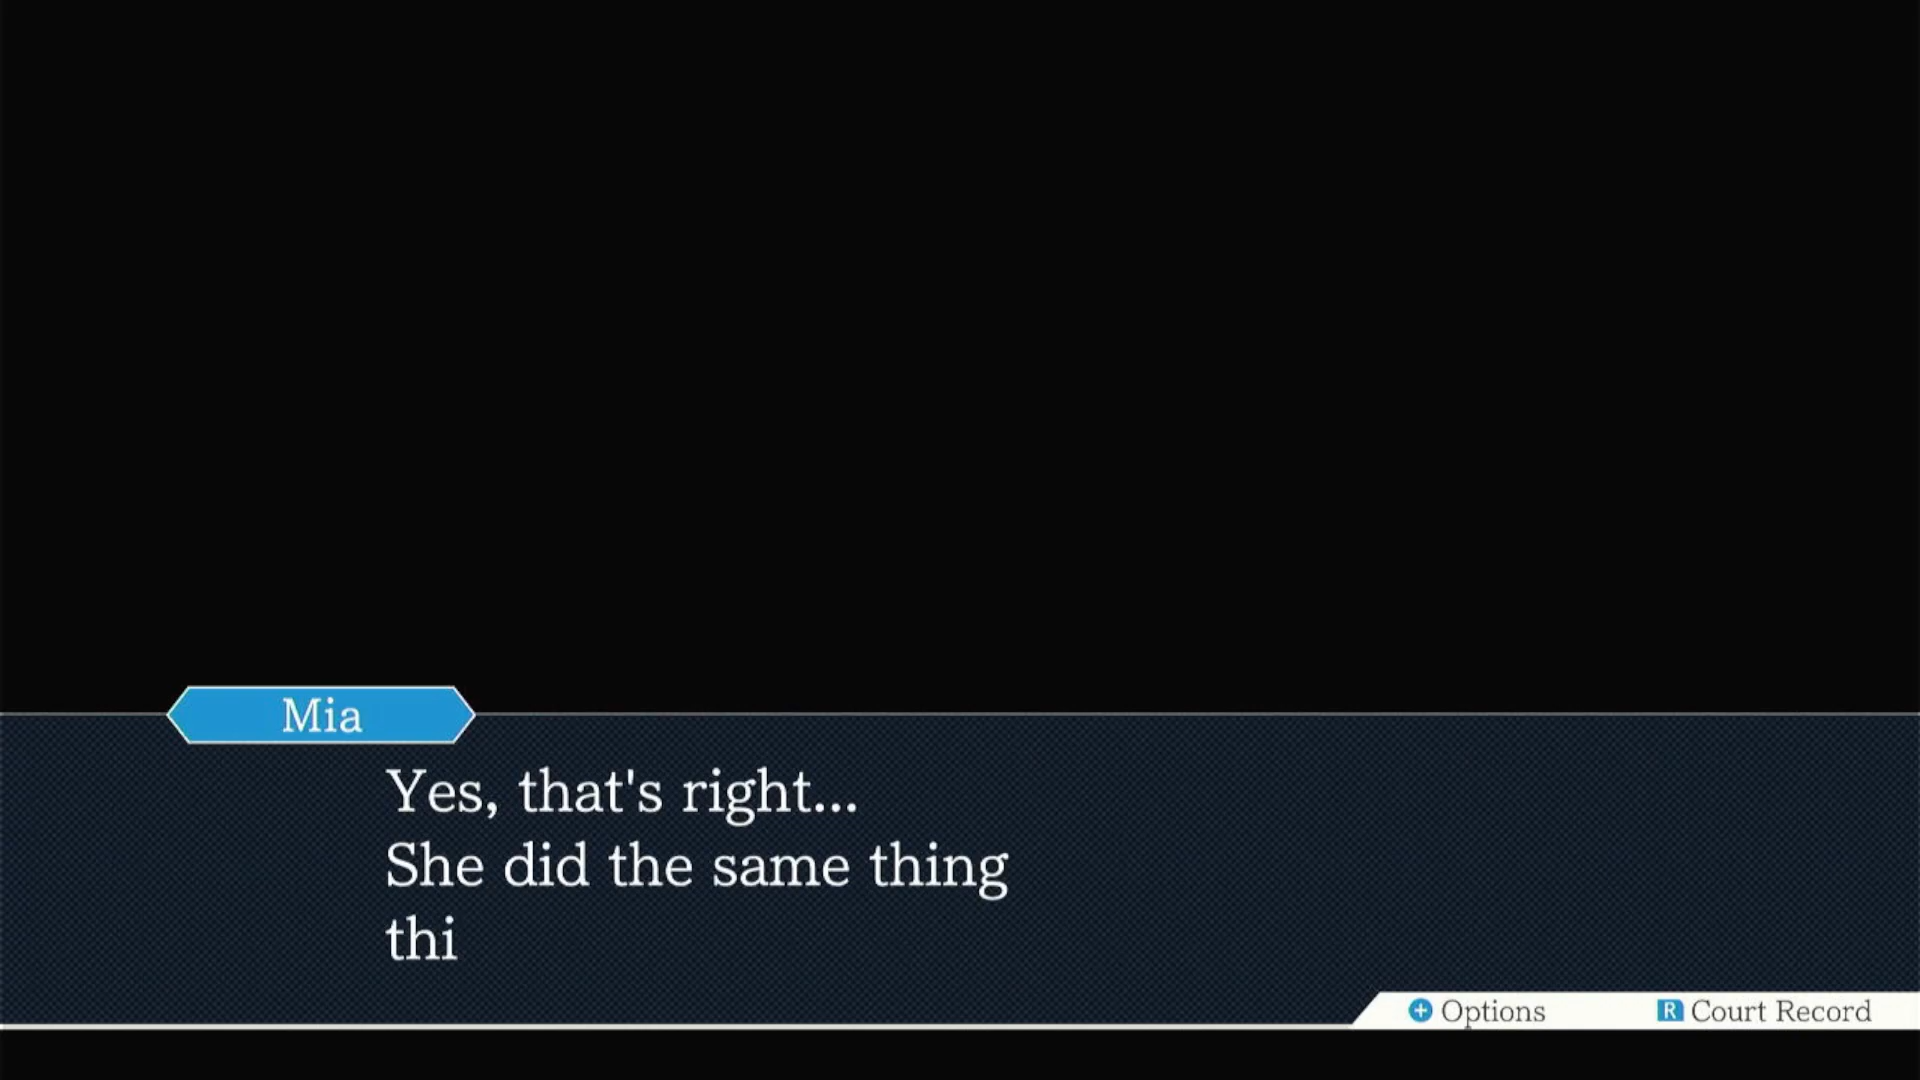 Mia
Yes, that's right...
She did the same thing
thi
Options
R Court Record